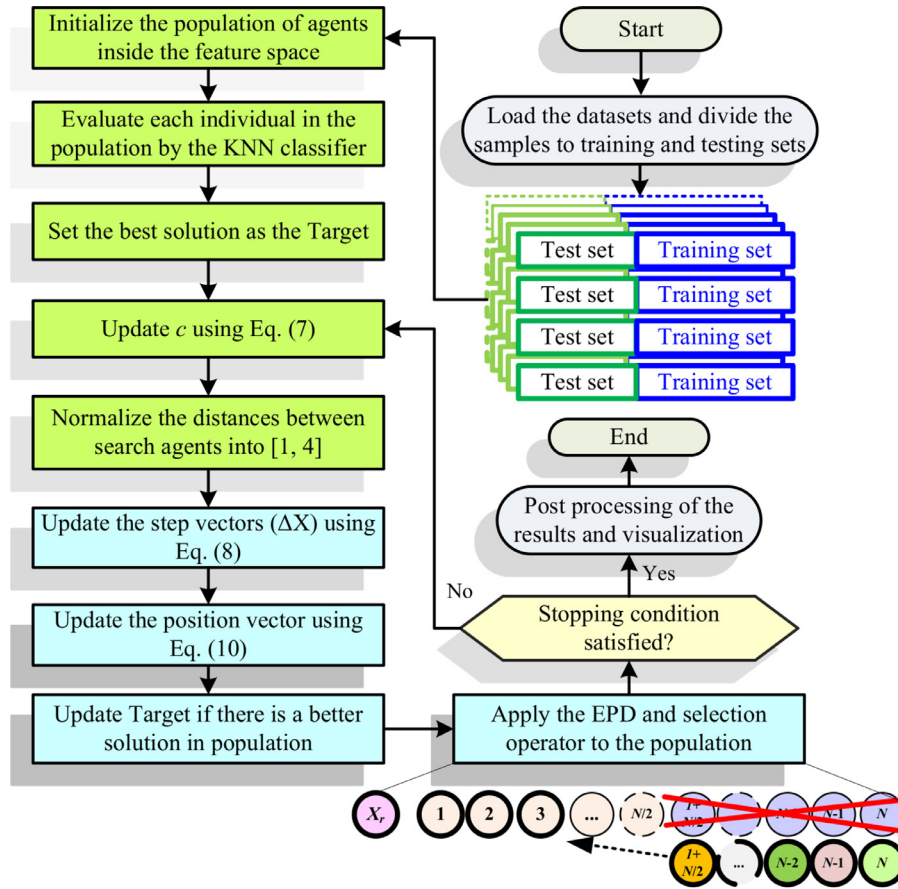 Initialize the population of agents
inside the feature space
Evaluate each individual in the
population by the KNN classifier
Set the best solution as the Target
Update c using Eq. (7)
Normalize the distances between
search agents into [1, 4]
Update the step vectors (ΔX) using
Eq. (8)
Update the position vector using
Eq. (10)
Update Target if there is a better
solution in population
Start
Load the datasets and divide the
samples to training and testing sets
Test set Training set
Test set Training set
Test set Training set
Test set Training set
End
Post processing of the
results and visualization
Yes
No
Stopping condition
satisfied?
Apply the EPD and selection
operator to the population
Xr 1 2 3 ... N/2 1+ N-1 N
N/2
1+ ... N-2 N-1 N
N/2